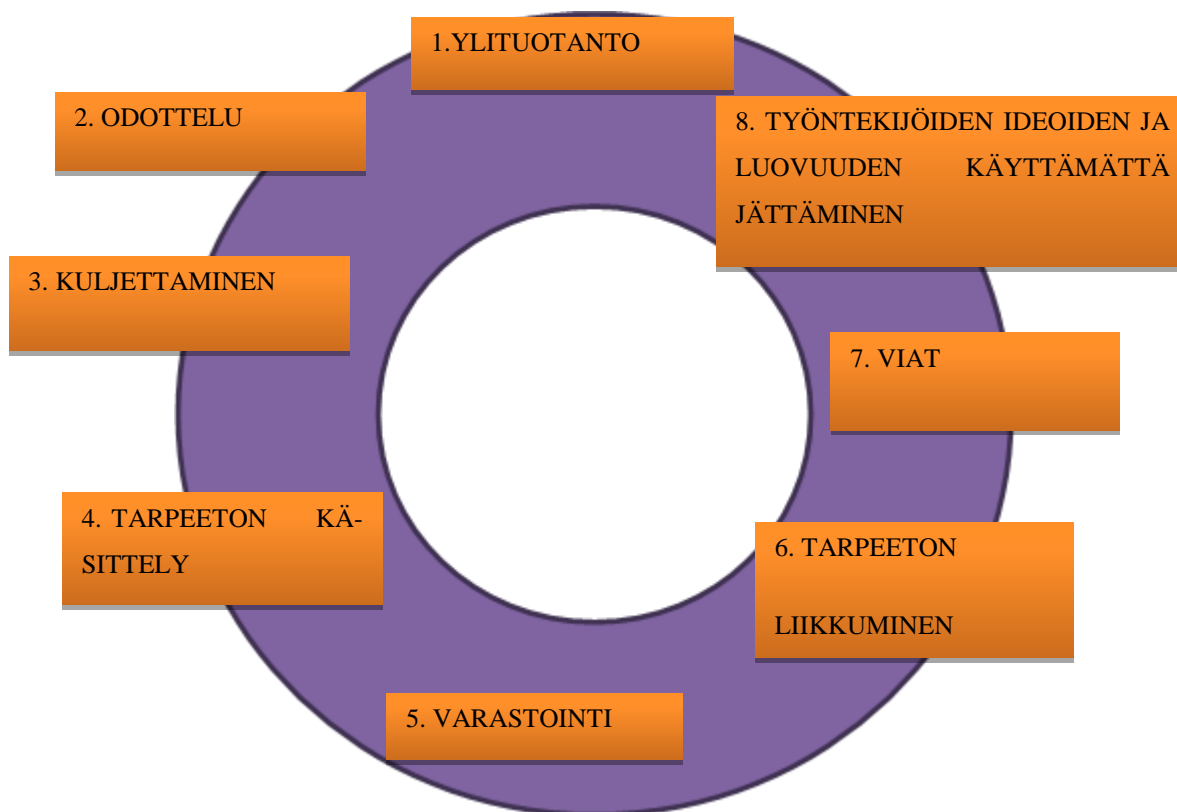 1.YLITUOTANTO
2. ODOTTELU
3. KULJETTAMINEN
4. TARPEETON KÄ-
SITTELY
5. VARASTOINTI
6. TARPEETON
LIIKKUMINEN
7. VIAT
8. TYÖNTEKIJÖIDEN IDEOIDEN JA
LUOVUUDEN KÄYTTÄMÄTTÄ
JÄTTÄMINEN